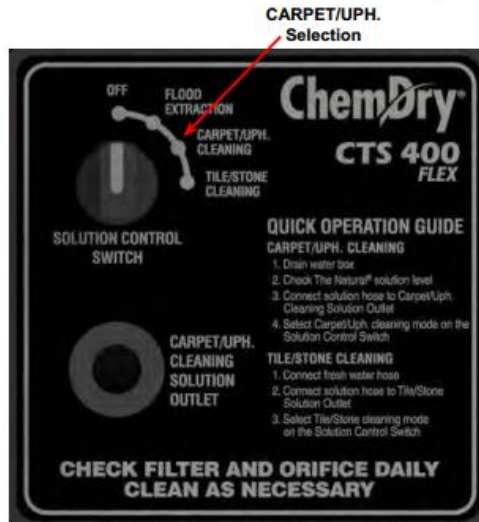 CARPET/UPH.
Selection
OFF
FLOOD
EXTRACTION
CARPET/UPH.
CLEANING
TILE/STONE
CLEANING
SOLUTION CONTROL
SWITCH
ChemDry®
CTS 400
FLEX
QUICK OPERATION GUIDE
CARPET/UPH. CLEANING
1. Drain water box
2. Check The Natural® solution level
3. Connect solution hose to Carpet/Uph.
Cleaning Solution Outlet
4. Select Carpet/Uph. cleaning mode on the
Solution Control Switch
TILE/STONE CLEANING
1. Connect fresh water hose
2. Connect solution hose to Tile/Stone
Solution Outlet
3. Select Tile/Stone cleaning mode
on the Solution Control Switch
CARPET/UPH.
CLEANING
SOLUTION
OUTLET
CHECK FILTER AND ORIFICE DAILY
CLEAN AS NECESSARY